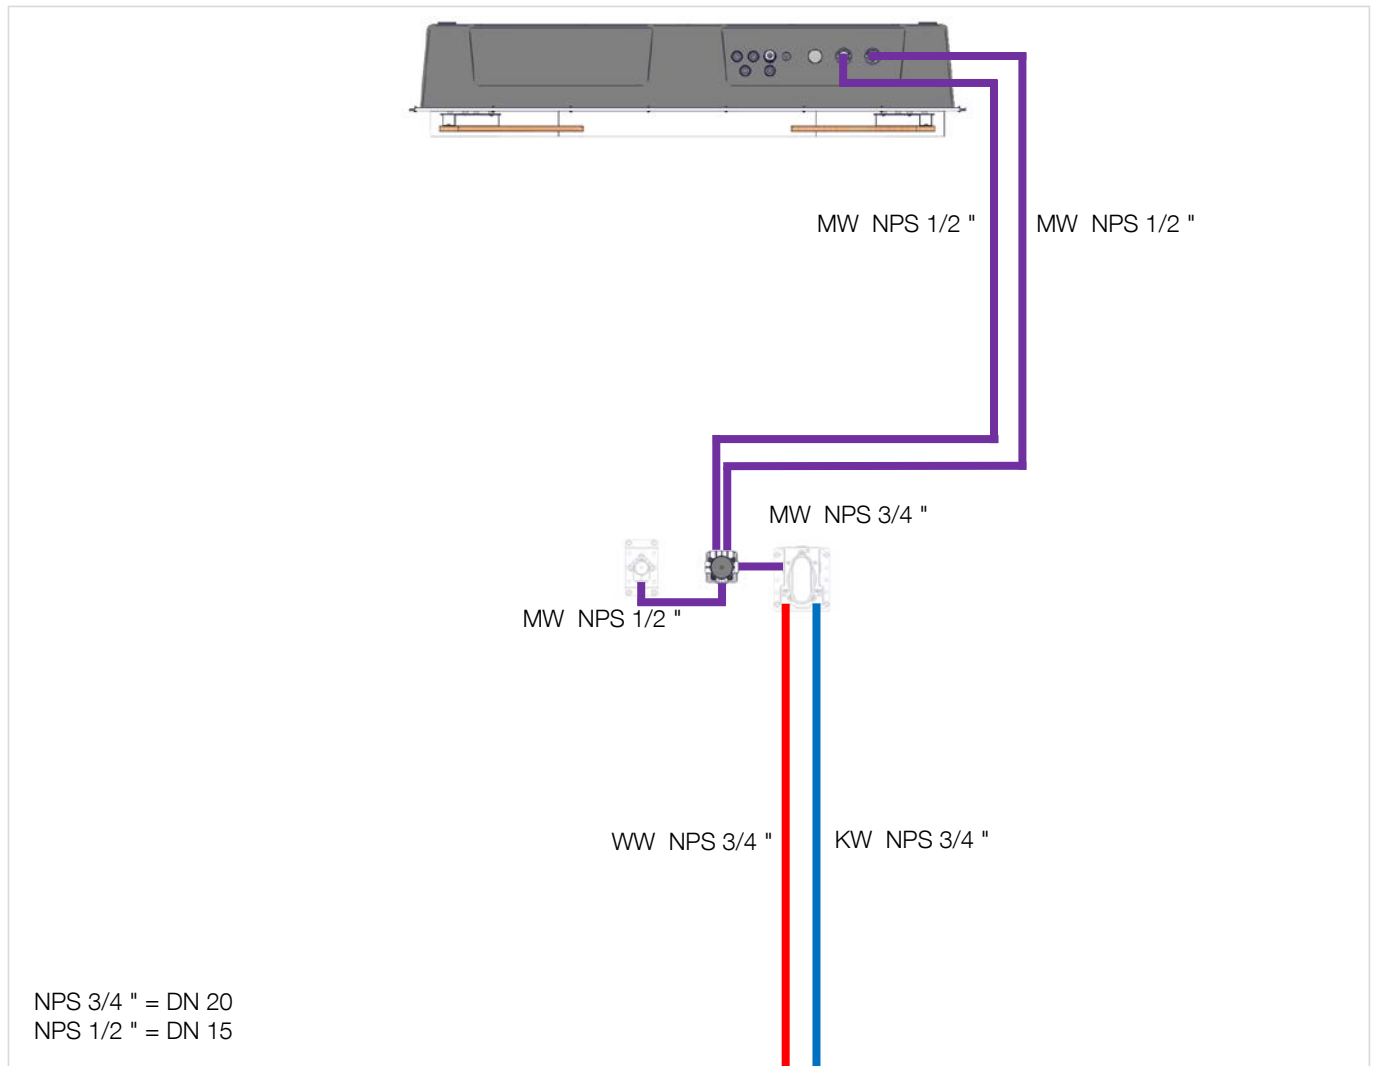 MW NPS 1/2 "
MW NPS 1/2 "
MW NPS 3/4 "
MW NPS 1/2 "
WW NPS 3/4 "
KW NPS 3/4 "
NPS 3/4 " = DN 20
NPS 1/2 " = DN 15